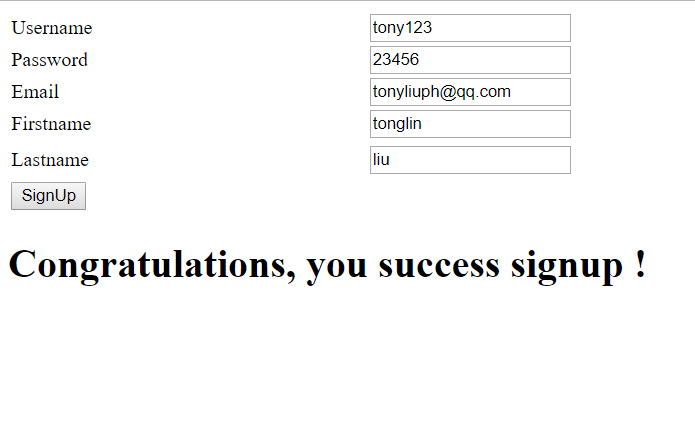 Username tony123
Password 23456
Email tonyliuph@qq.com
Firstname tonglin
Lastname liu
SignUp
Congratulations, you success signup !